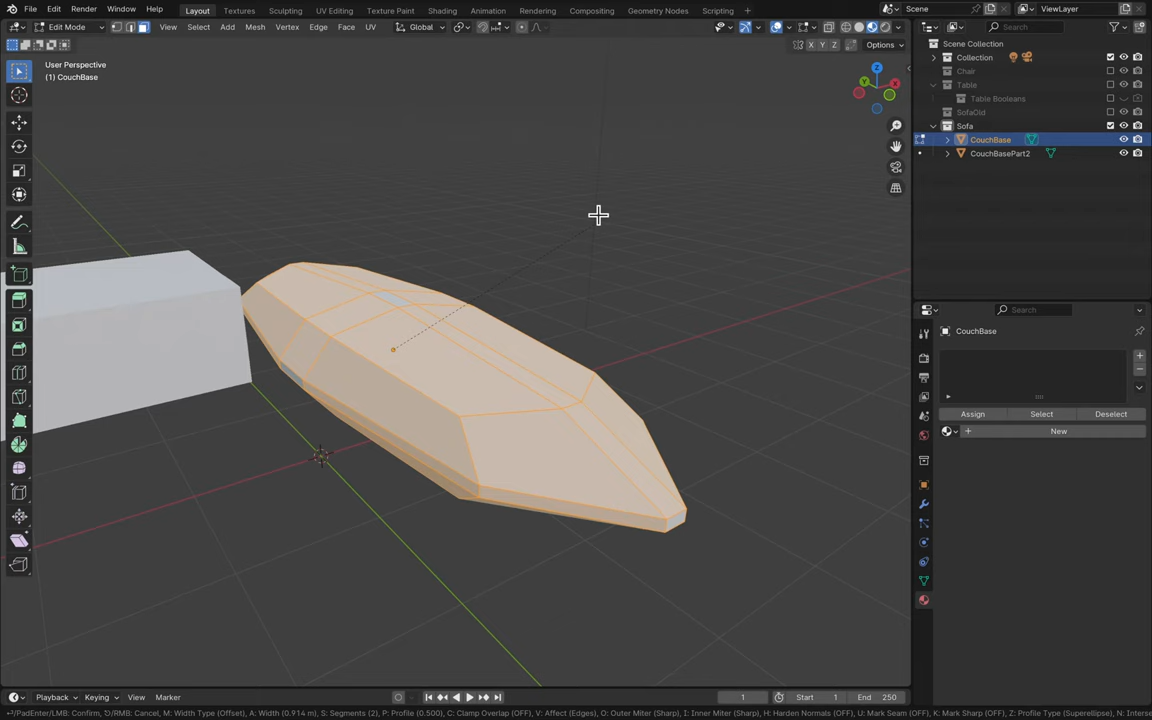 File Edit Render Window Help Layout Textures UV Editing Texture Paint Shading Animation Rendering Compositing Geometry Nodes Scripting Scene ViewLayer
Edit Mode View Select Add Mesh Vertex Edge Face UV Global Search
X Y Z Options
User Perspective
(1) CouchBase
Z
Y
X
Scene Collection
Collection
Chair
Table
Table Booleans
SofaOld
Sofa
CouchBase
CouchBasePart2
Search
CouchBase
Assign Select Deselect
New
Playback Keying View Marker 1 Start 1 End 250
/PadEnter/LMB: Confirm, /RMB: Cancel, M: Width Type (Offset), A: Width (0.914 m), S: Segments (2), P: Profile (0.500), C: Clamp Overlap (OFF), V: Affect (Edges), O: Outer Miter (Sharp), I: Inner Miter (Sharp), H: Harden Normals (OFF), U: Mark Seam (OFF), K: Mark Sharp (OFF), Z: Profile Type (Superellipse), N: Interse